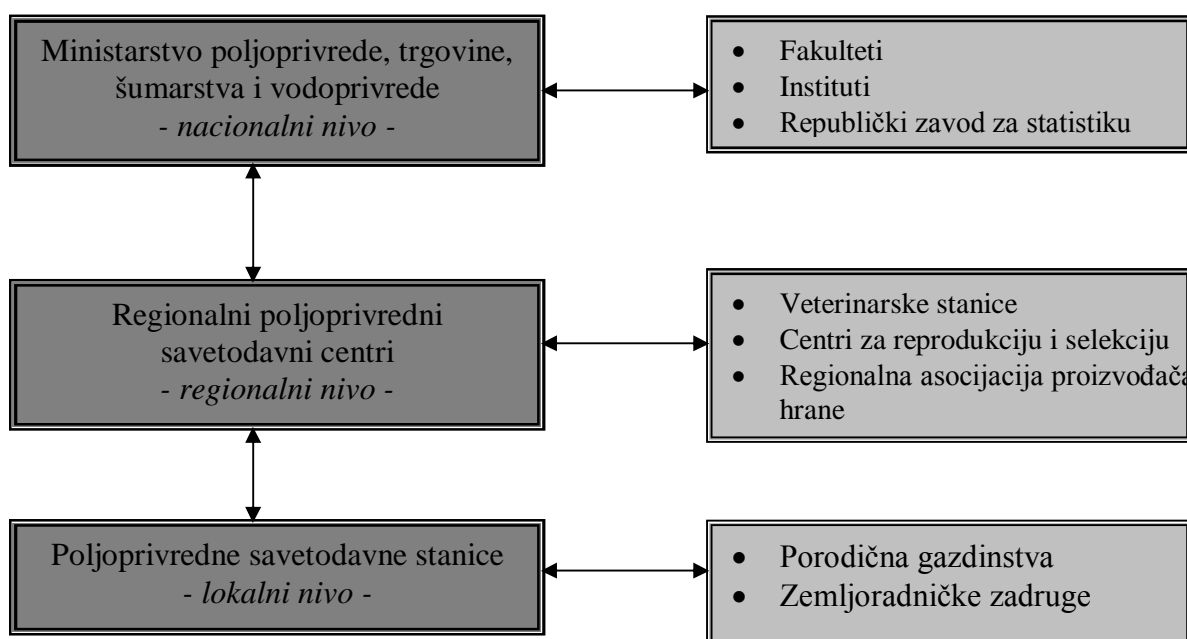 Ministarstvo poljoprivrede, trgovine,
šumarstva i vodoprivrede
- nacionalni nivo -
• Fakulteti
• Instituti
• Republički zavod za statistiku
Regionalni poljoprivredni
savetodavni centri
- regionalni nivo -
• Veterinarske stanice
• Centri za reprodukciju i selekciju
• Regionalna asocijacija proizvođača
hrane
Poljoprivredne savetodavne stanice
- lokalni nivo -
• Porodična gazdinstva
• Zemljoradničke zadruge